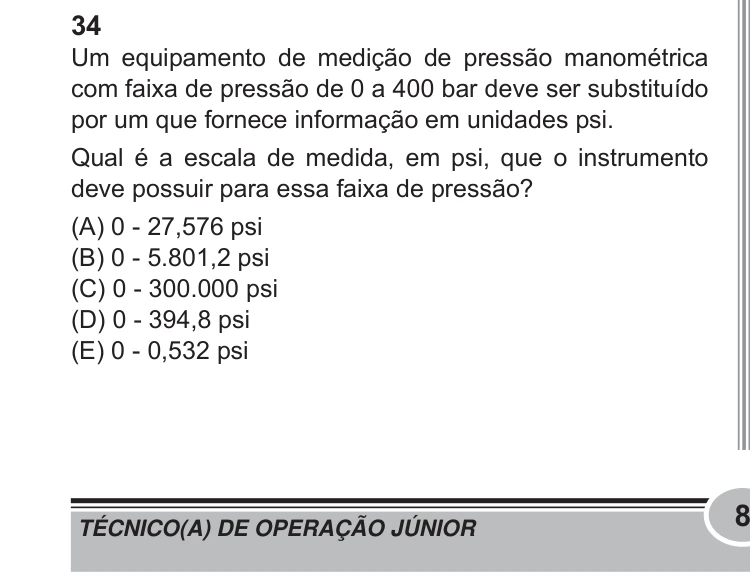 34
Um equipamento de medição de pressão manométrica
com faixa de pressão de 0 a 400 bar deve ser substituído
por um que fornece informação em unidades psi.
Qual é a escala de medida, em psi, que o instrumento
deve possuir para essa faixa de pressão?
(A) 0 - 27,576 psi
(B) 0 - 5.801,2 psi
(C) 0 - 300.000 psi
(D) 0 - 394,8 psi
(E) 0 - 0,532 psi
TÉCNICO(A) DE OPERAÇÃO JÚNIOR
8